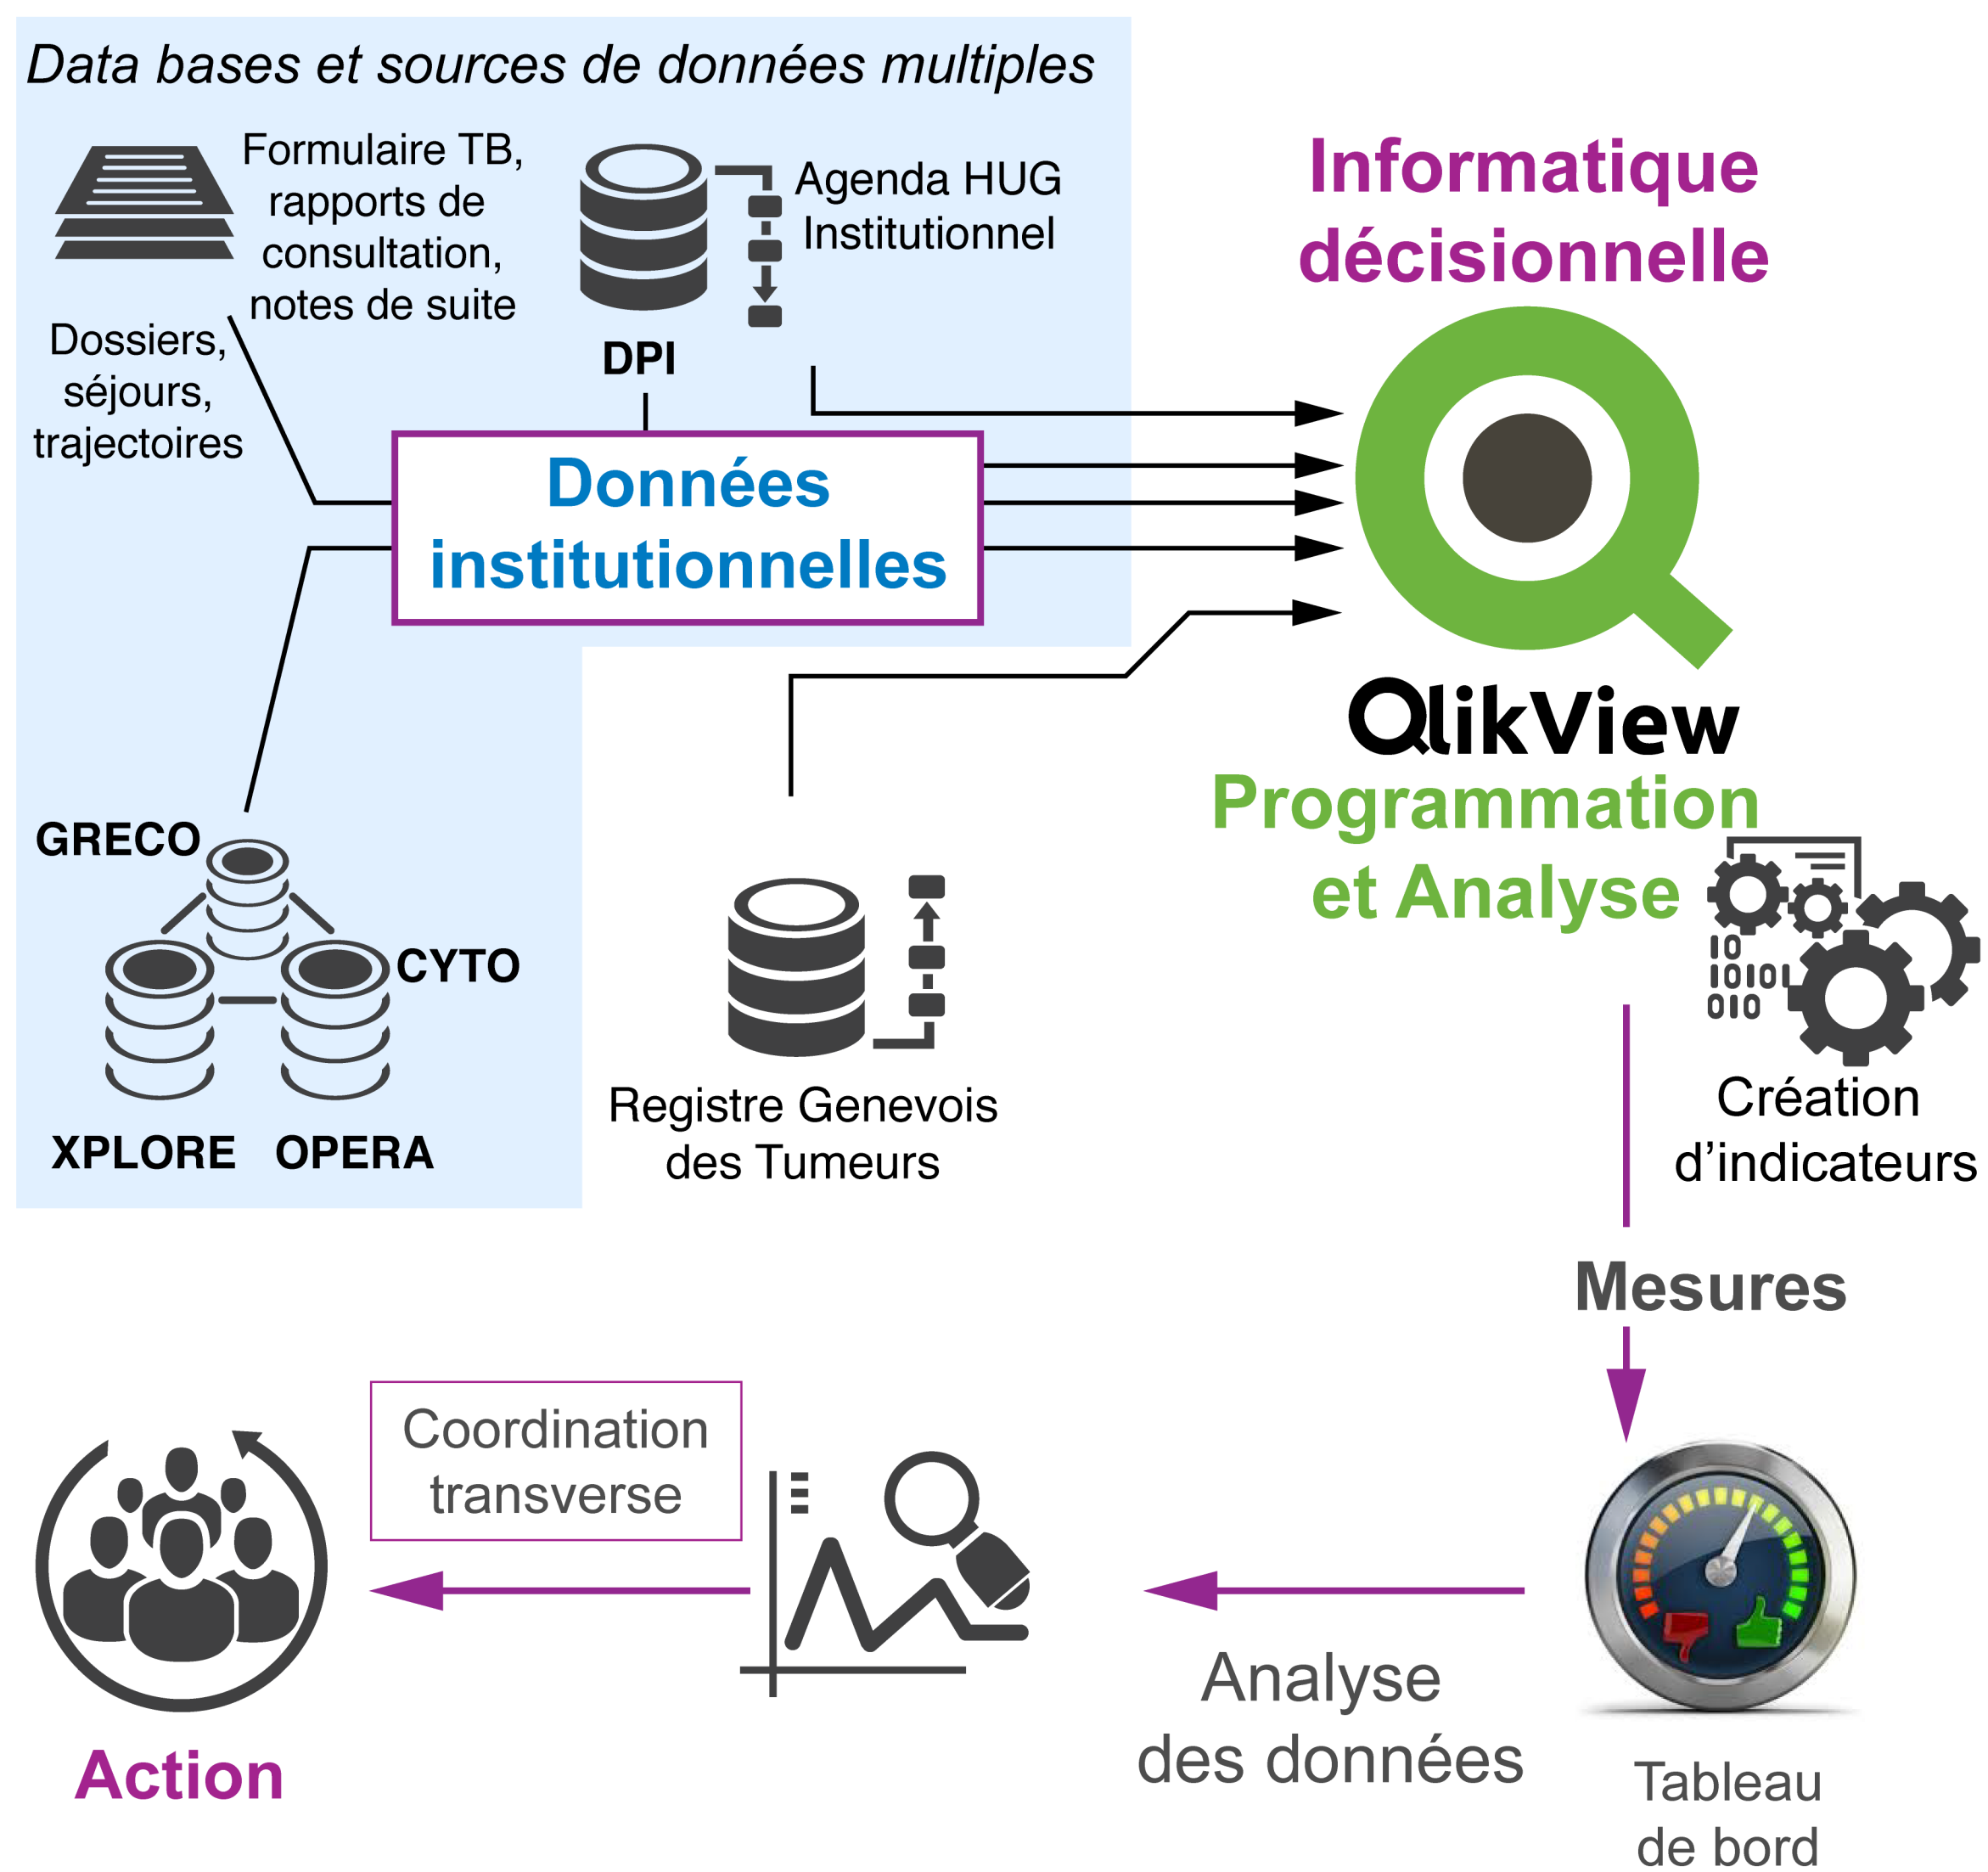 Data bases et sources de données multiples
Formulaire TB,
rapports de
consultation,
notes de suite
Dossiers,
séjours,
trajectoires
Agenda HUG
Institutionnel
DPI
Données
institutionnelles
Informatique
décisionnelle
QlikView
Programmation
et Analyse
GRECO
CYTO
XPLORE
OPERA
Registre Genevois
des Tumeurs
10
10101
010
Création
d’indicateurs
Mesures
Coordination
transverse
Action
Analyse
des données
Tableau
de bord